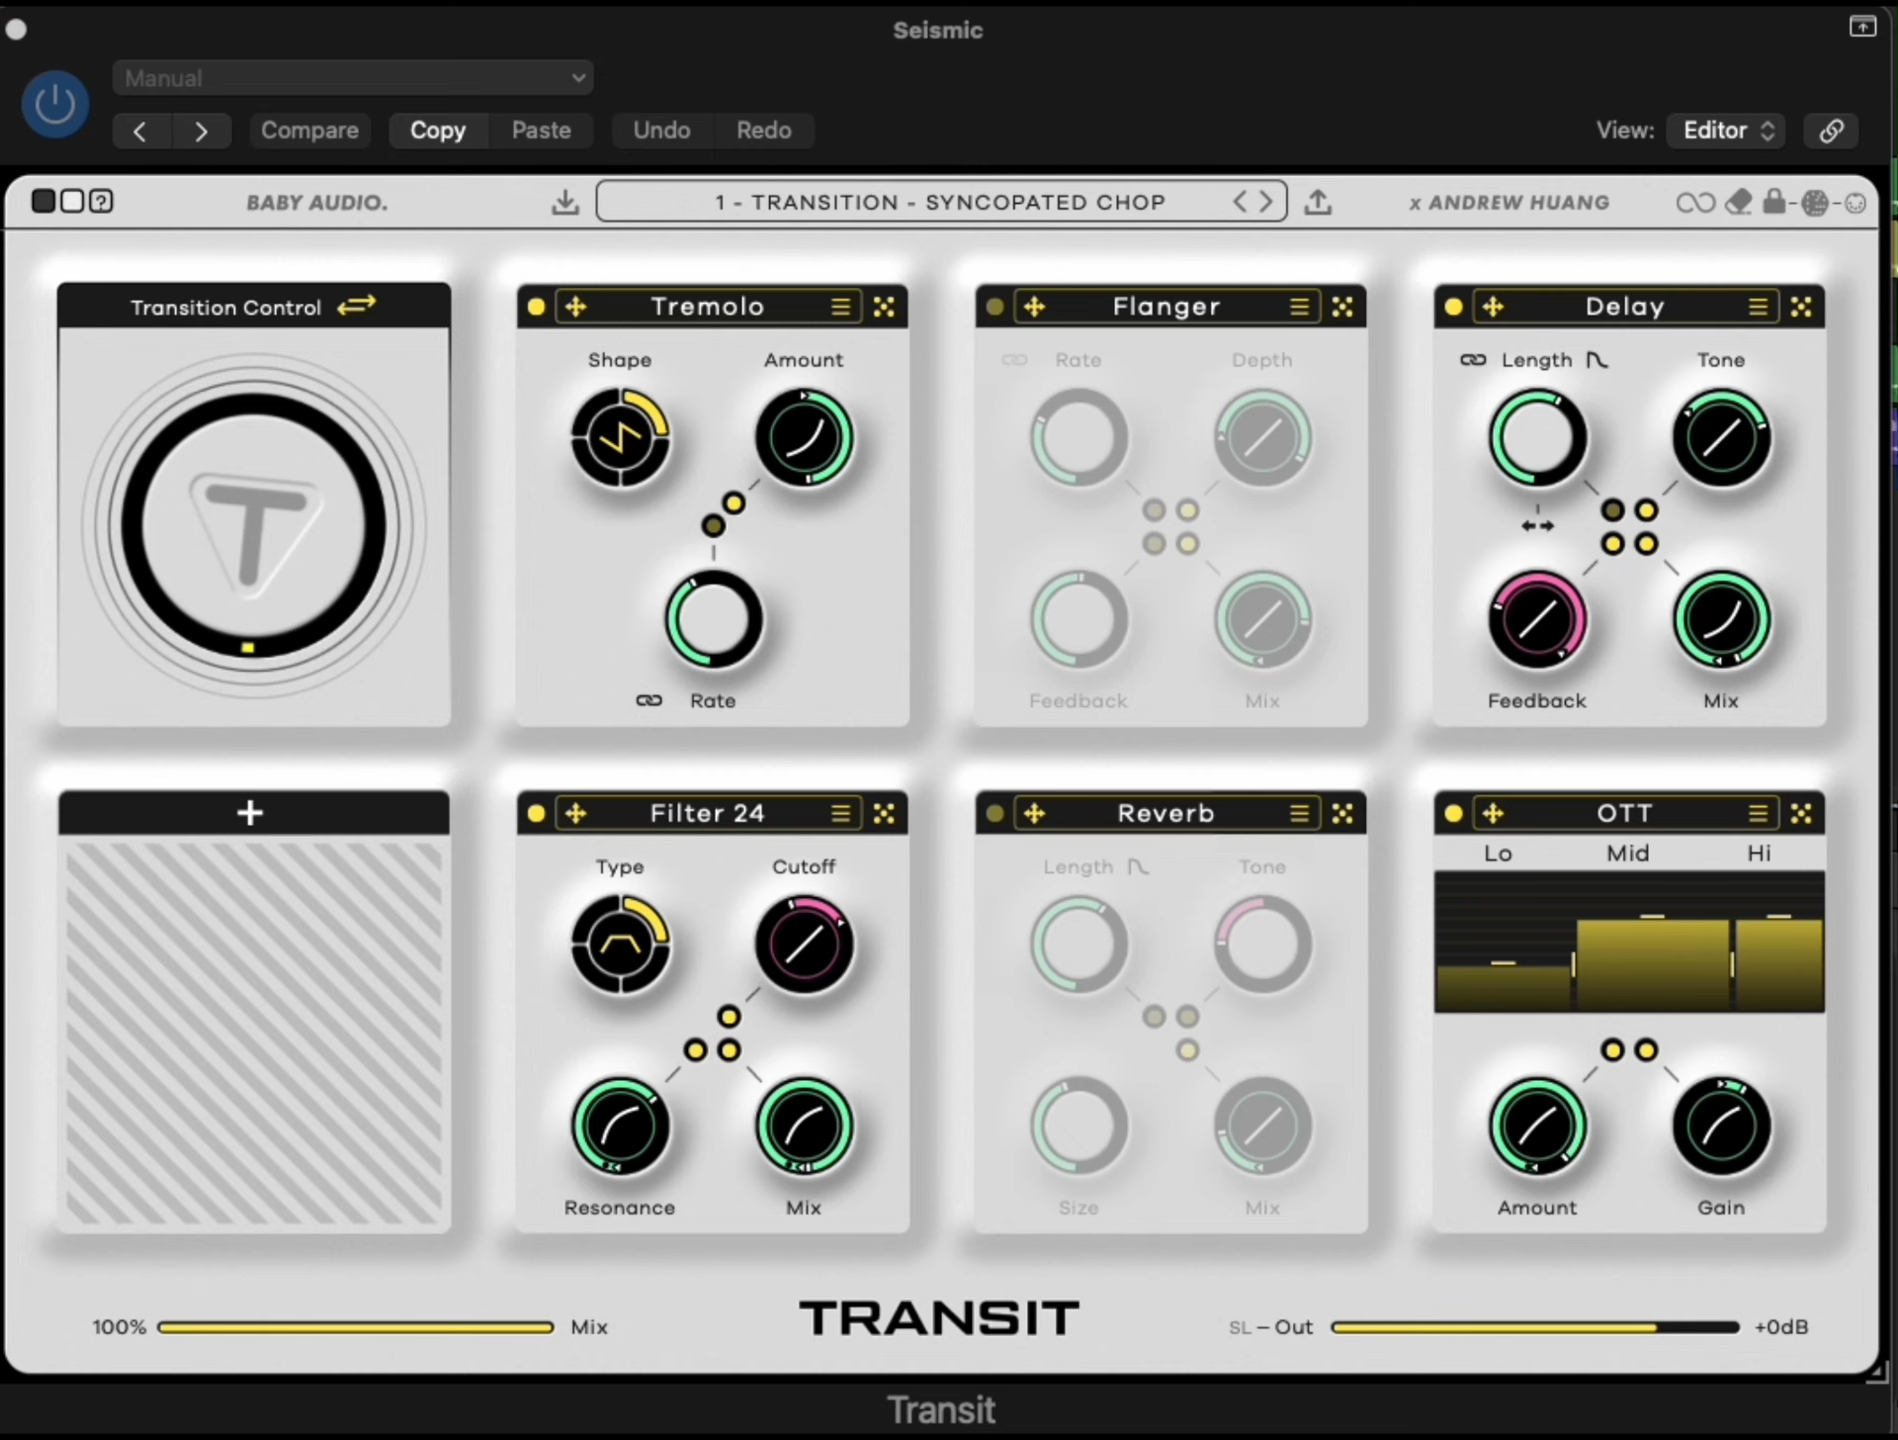 Seismic
Manual
Compare Copy Paste Undo Redo View: Editor
? BABY AUDIO. 1 - TRANSITION - SYNCOPATED CHOP x ANDREW HUANG
Transition Control Tremolo Flanger Delay
Shape Amount Rate Depth Length Tone
T
Feedback Mix Feedback Mix
Rate
+ Filter 24 Reverb OTT
Lo Mid Hi
Type Cutoff Length Tone
Resonance Mix Size Mix Amount Gain
100% Mix TRANSIT SL – Out +0dB
Transit